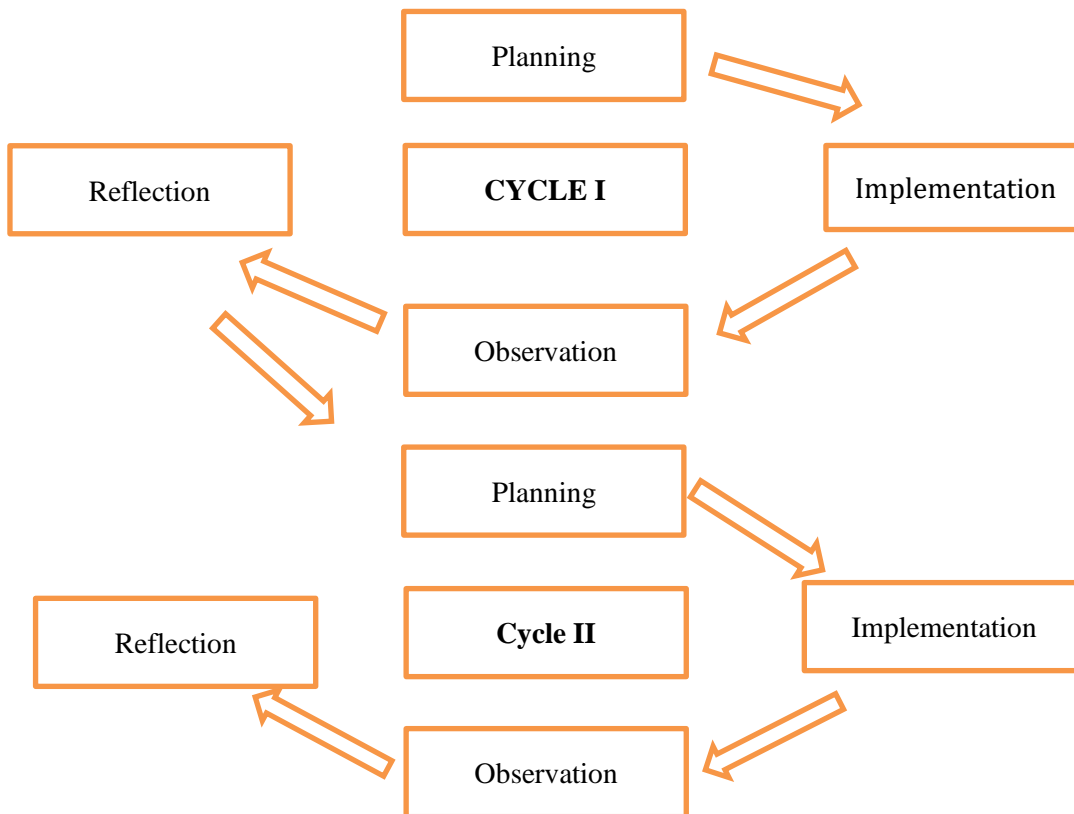 Planning
Reflection
CYCLE I
Implementation
Observation
Planning
Reflection
Cycle II
Implementation
Observation